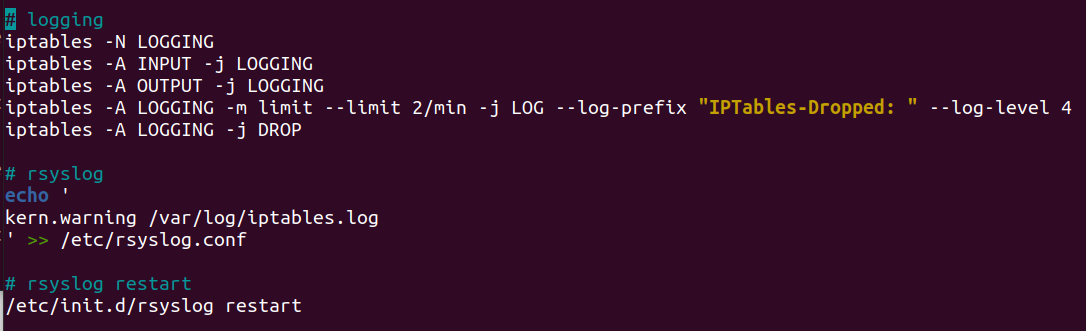 # logging
iptables -N LOGGING
iptables -A INPUT -j LOGGING
iptables -A OUTPUT -j LOGGING
iptables -A LOGGING -m limit --limit 2/min -j LOG --log-prefix "IPTables-Dropped: " --log-level 4
iptables -A LOGGING -j DROP
# rsyslog
echo '
kern.warning /var/log/iptables.log
' >> /etc/rsyslog.conf
# rsyslog restart
/etc/init.d/rsyslog restart